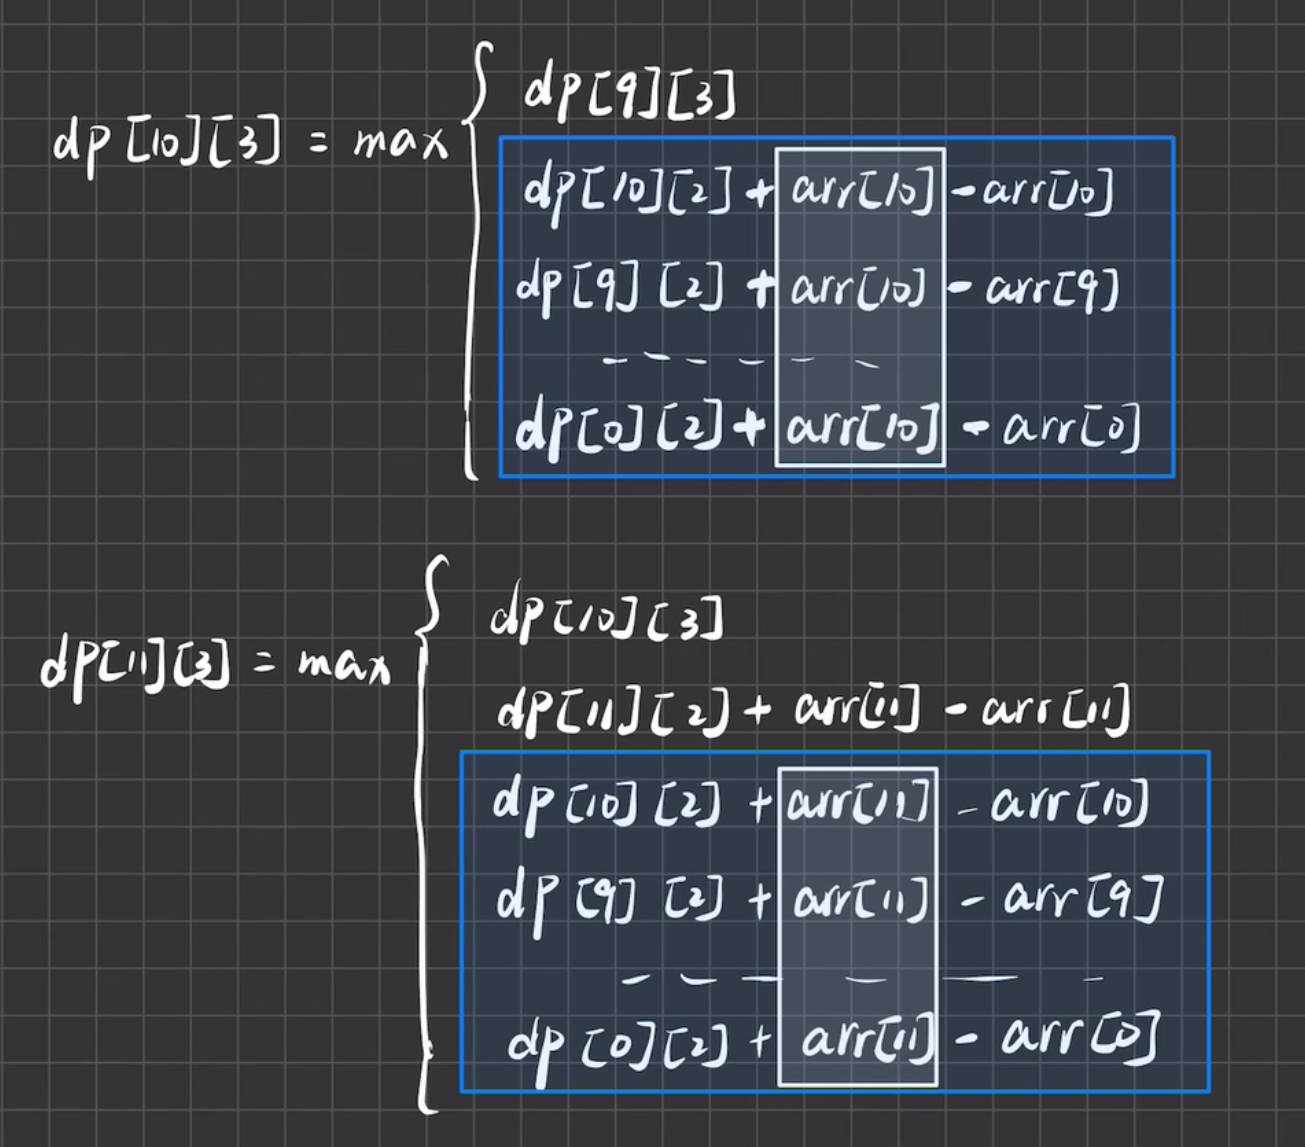 dp[9][3]
dp[10][3] = max
dp[10][2] + arr[10] - arr[10]
dp[9][2] + arr[10] - arr[9]
dp[0][2] + arr[10] - arr[0]
dp[10][3]
dp[11][3] = max
dp[11][2] + arr[11] - arr[11]
dp[10][2] + arr[11] - arr[10]
dp[9][2] + arr[11] - arr[9]
dp[0][2] + arr[11] - arr[0]